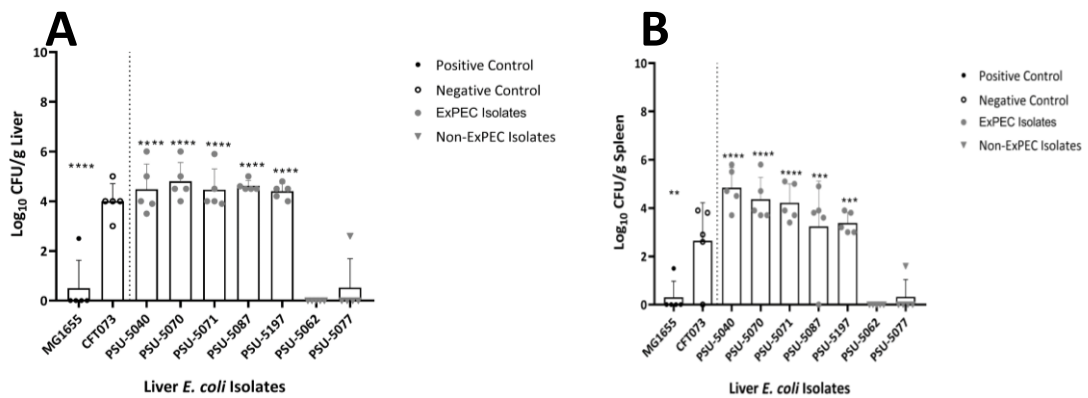 A
10
8
6
4
2
0
Log10 CFU/g Liver
****
****
****
****
****
****
MG1655
CFT073
PSU-5040
PSU-5070
PSU-5071
PSU-5087
PSU-5197
PSU-5062
PSU-5077
Liver E. coli Isolates
Positive Control
Negative Control
ExPEC Isolates
Non-ExPEC Isolates
B
10
8
6
4
2
0
Log10 CFU/g Spleen
**
****
****
****
***
***
MG1655
CFT073
PSU-5040
PSU-5070
PSU-5071
PSU-5087
PSU-5197
PSU-5062
PSU-5077
Liver E. coli Isolates
Positive Control
Negative Control
ExPEC Isolates
Non-ExPEC Isolates